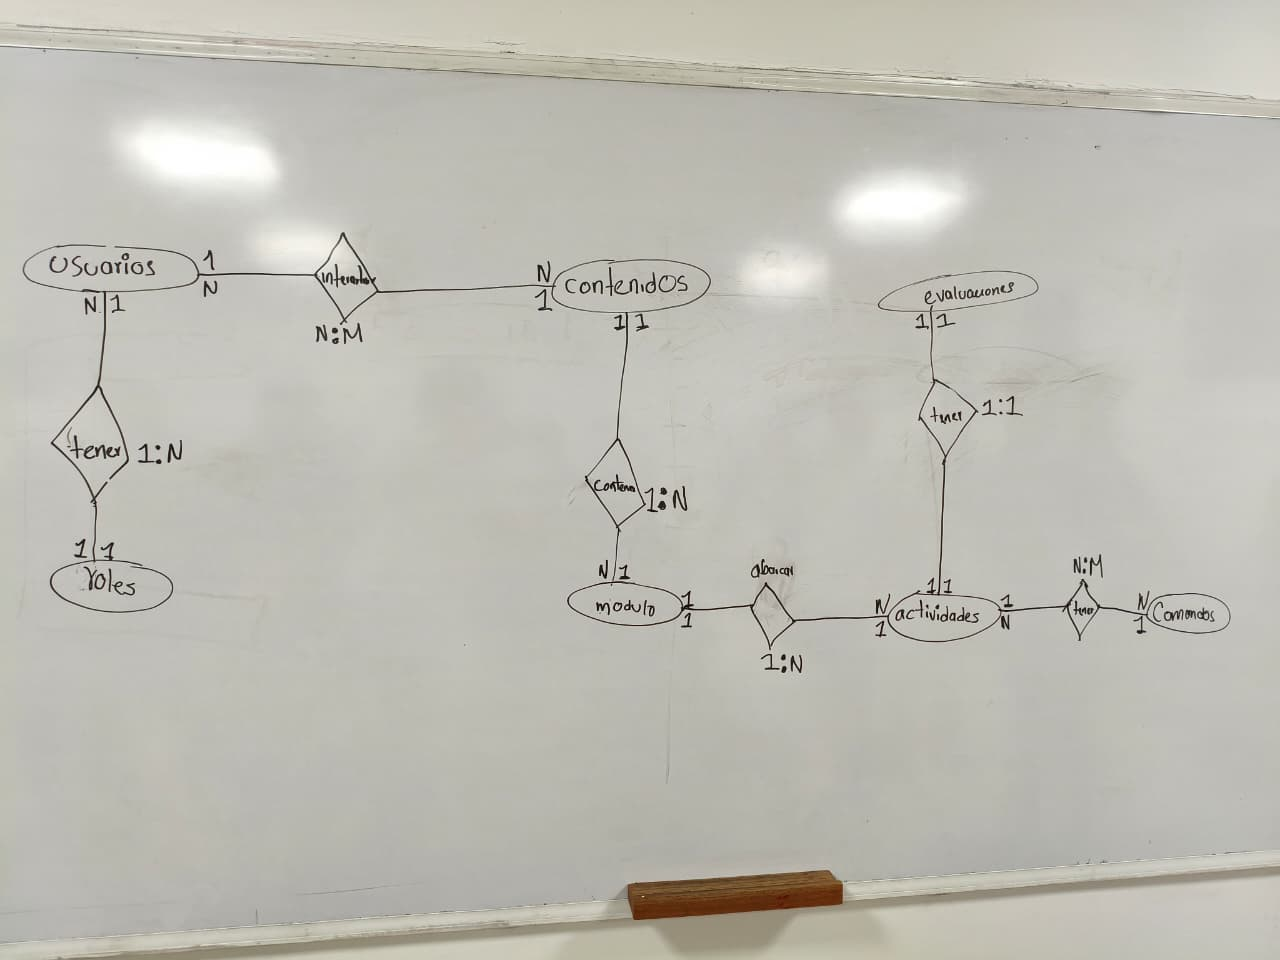 Usuarios
1
N
N 1
interactuar
N:M
N
1
Contenidos
1 1
evaluaciones
1 1
tener
1:1
tener
1:N
1 1
roles
contener
1:N
N 1
modulo
1
1
abarcar
1:N
N
1
1 1
actividades
1
N
N:M
tener
N
1
Comandos